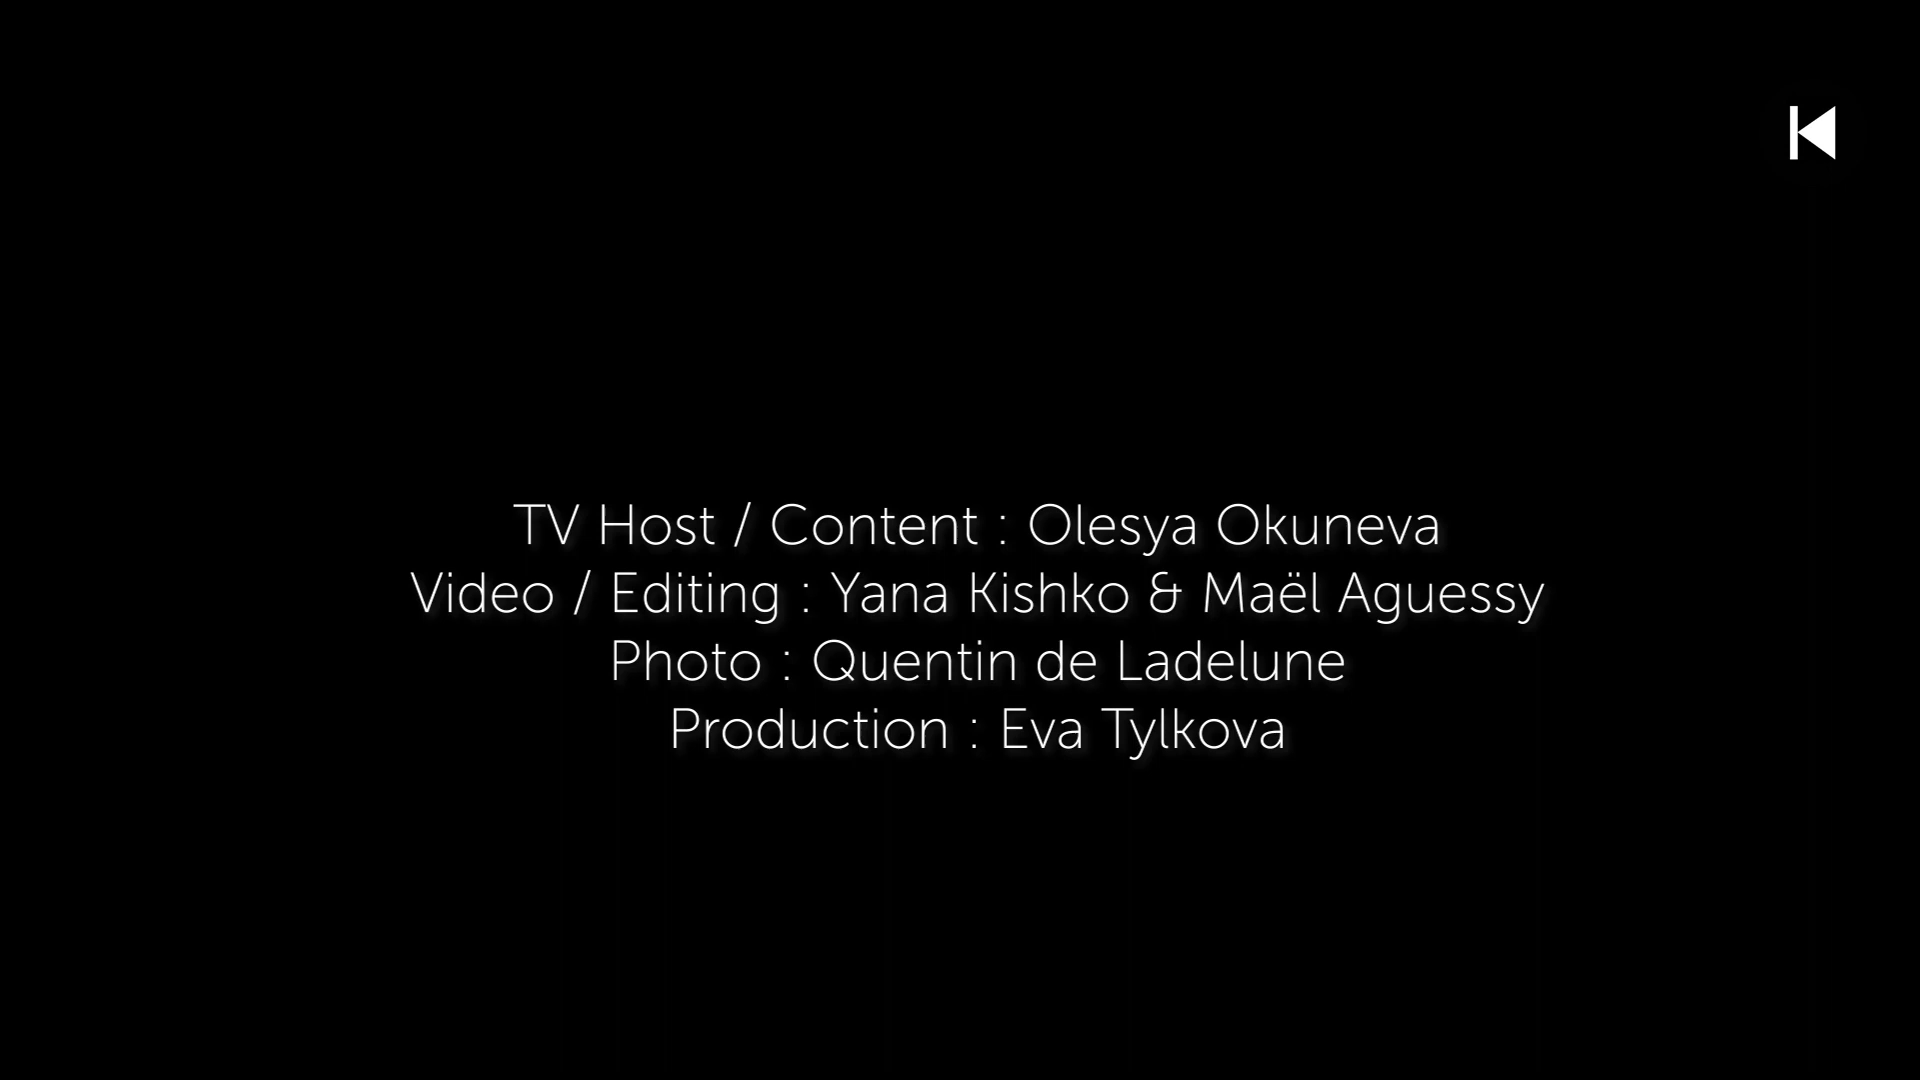 TV Host / Content : Olesya Okuneva
Video / Editing : Yana Kishko & Maël Aguessy
Photo : Quentin de Ladelune
Production : Eva Tylkova